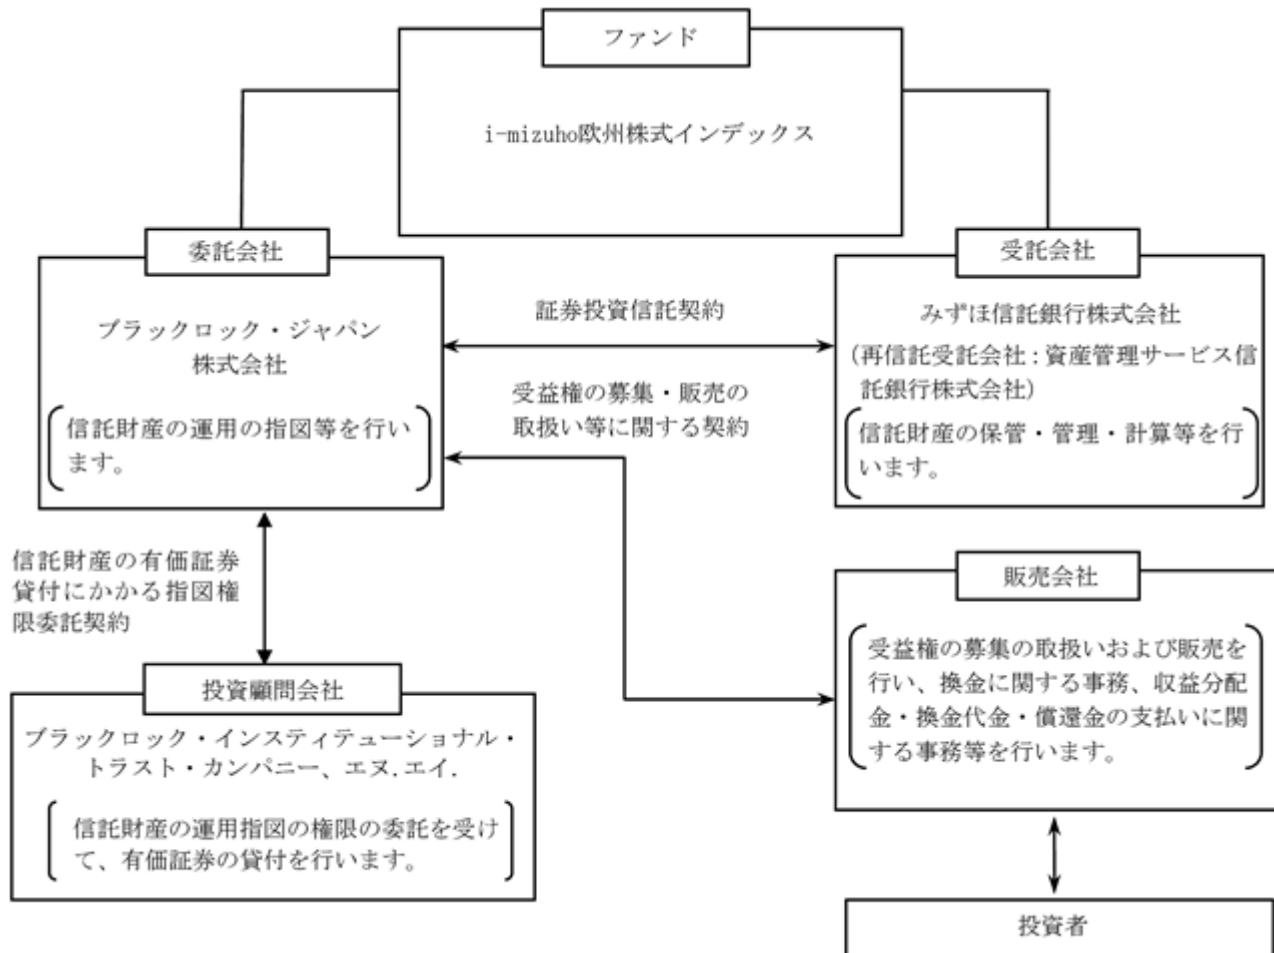 ファンド
i-mizuho欧州株式インデックス
委託会社
ブラックロック・ジャパン
株式会社
信託財産の運用の指図等を行い
ます。
証券投資信託契約
受益権の募集・販売の
取扱い等に関する契約
受託会社
みずほ信託銀行株式会社
(再信託受託会社:資産管理サービス信
託銀行株式会社)
信託財産の保管・管理・計算等を行
います。
信託財産の有価証券
貸付にかかる指図権
限委託契約
投資顧問会社
ブラックロック・インスティテューショナル・
トラスト・カンパニー、エヌ.エイ.
信託財産の運用指図の権限の委託を受け
て、有価証券の貸付を行います。
販売会社
受益権の募集の取扱いおよび販売を
行い、換金に関する事務、収益分配
金・換金代金・償還金の支払いに関
する事務等を行います。
投資者